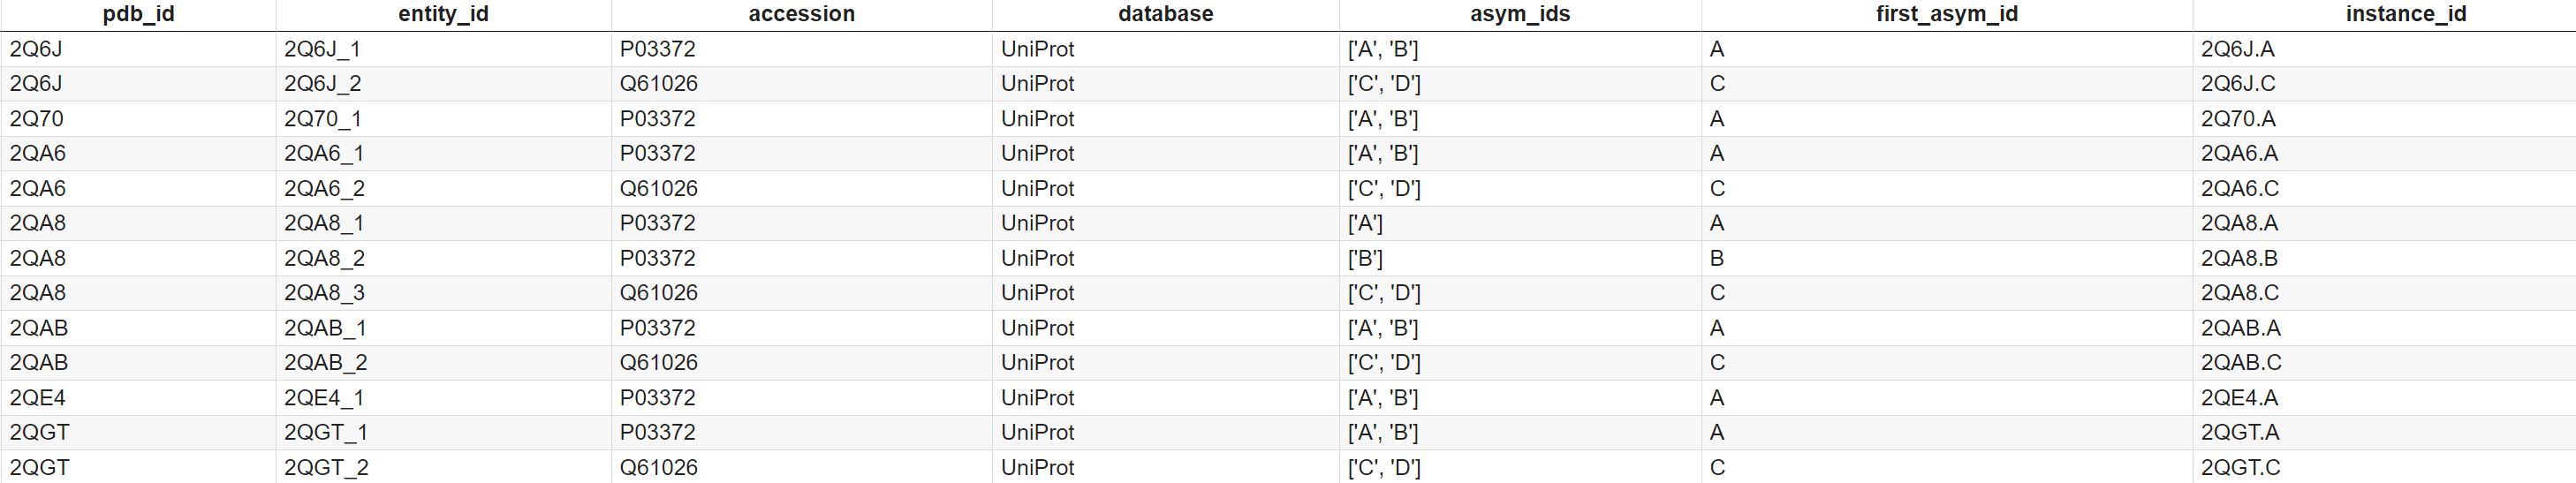 pdb_id entity_id accession database asym_ids first_asym_id instance_id
2Q6J 2Q6J_1 P03372 UniProt ['A', 'B'] A 2Q6J.A
2Q6J 2Q6J_2 Q61026 UniProt ['C', 'D'] C 2Q6J.C
2Q70 2Q70_1 P03372 UniProt ['A', 'B'] A 2Q70.A
2QA6 2QA6_1 P03372 UniProt ['A', 'B'] A 2QA6.A
2QA6 2QA6_2 Q61026 UniProt ['C', 'D'] C 2QA6.C
2QA8 2QA8_1 P03372 UniProt ['A'] A 2QA8.A
2QA8 2QA8_2 P03372 UniProt ['B'] B 2QA8.B
2QA8 2QA8_3 Q61026 UniProt ['C', 'D'] C 2QA8.C
2QAB 2QAB_1 P03372 UniProt ['A', 'B'] A 2QAB.A
2QAB 2QAB_2 Q61026 UniProt ['C', 'D'] C 2QAB.C
2QE4 2QE4_1 P03372 UniProt ['A', 'B'] A 2QE4.A
2QGT 2QGT_1 P03372 UniProt ['A', 'B'] A 2QGT.A
2QGT 2QGT_2 Q61026 UniProt ['C', 'D'] C 2QGT.C